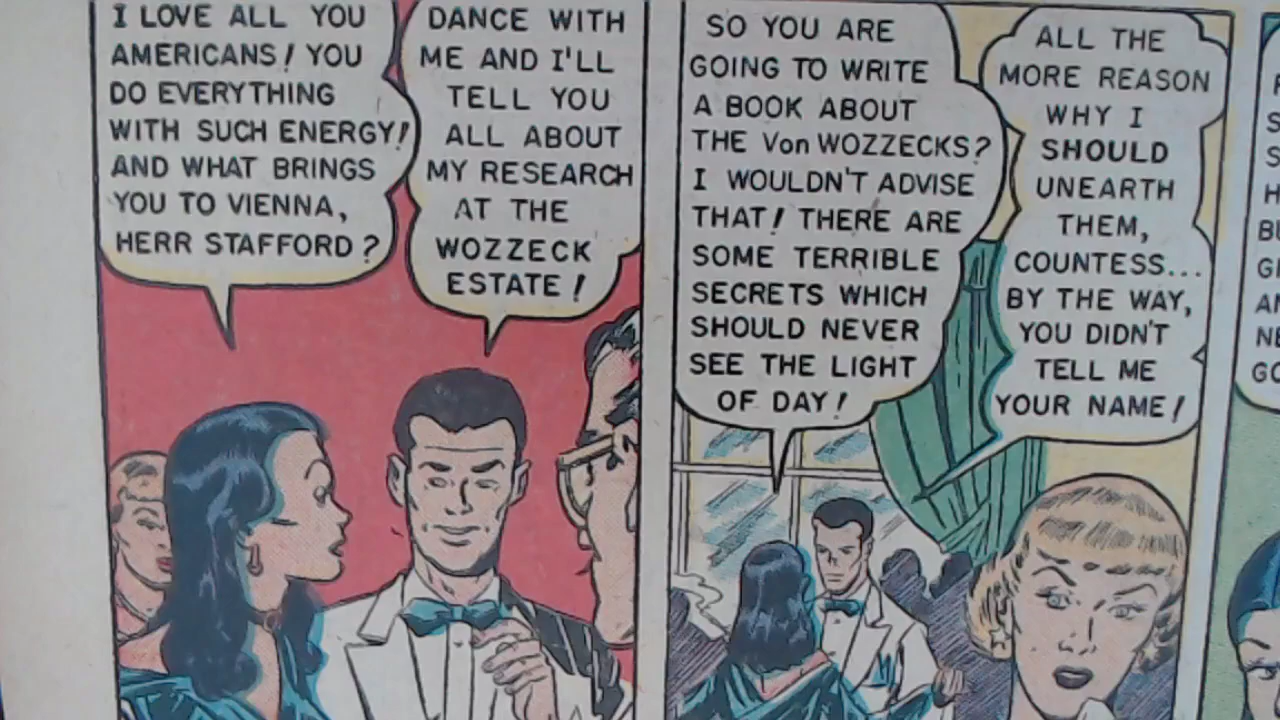 I LOVE ALL YOU
AMERICANS! YOU
DO EVERYTHING
WITH SUCH ENERGY!
AND WHAT BRINGS
YOU TO VIENNA,
HERR STAFFORD?
DANCE WITH
ME AND I'LL
TELL YOU
ALL ABOUT
MY RESEARCH
AT THE
WOZZECK
ESTATE!
SO YOU ARE
GOING TO WRITE
A BOOK ABOUT
THE Von WOZZECKS?
I WOULDN'T ADVISE
THAT! THERE ARE
SOME TERRIBLE
SECRETS WHICH
SHOULD NEVER
SEE THE LIGHT
OF DAY!
ALL THE
MORE REASON
WHY I
SHOULD
UNEARTH
THEM,
COUNTESS...
BY THE WAY,
YOU DIDN'T
TELL ME
YOUR NAME!